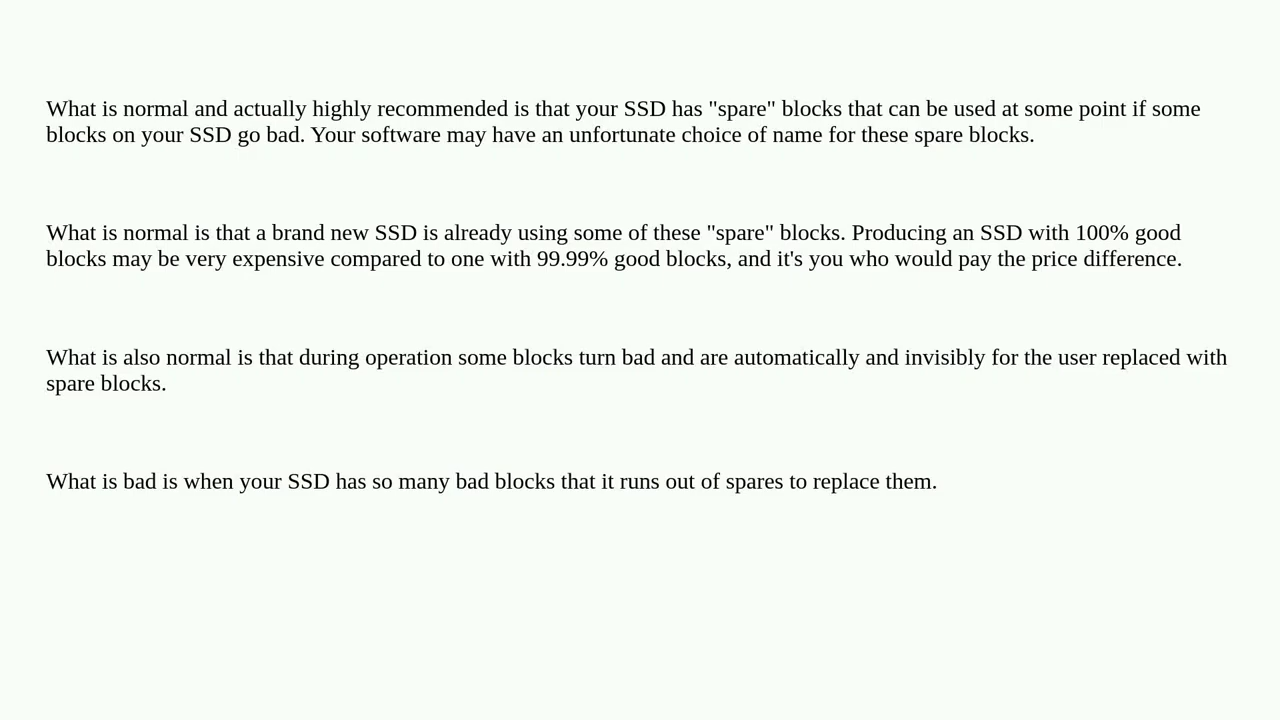 What is normal and actually highly recommended is that your SSD has "spare" blocks that can be used at some point if some
blocks on your SSD go bad. Your software may have an unfortunate choice of name for these spare blocks.
What is normal is that a brand new SSD is already using some of these "spare" blocks. Producing an SSD with 100% good
blocks may be very expensive compared to one with 99.99% good blocks, and it's you who would pay the price difference.
What is also normal is that during operation some blocks turn bad and are automatically and invisibly for the user replaced with
spare blocks.
What is bad is when your SSD has so many bad blocks that it runs out of spares to replace them.